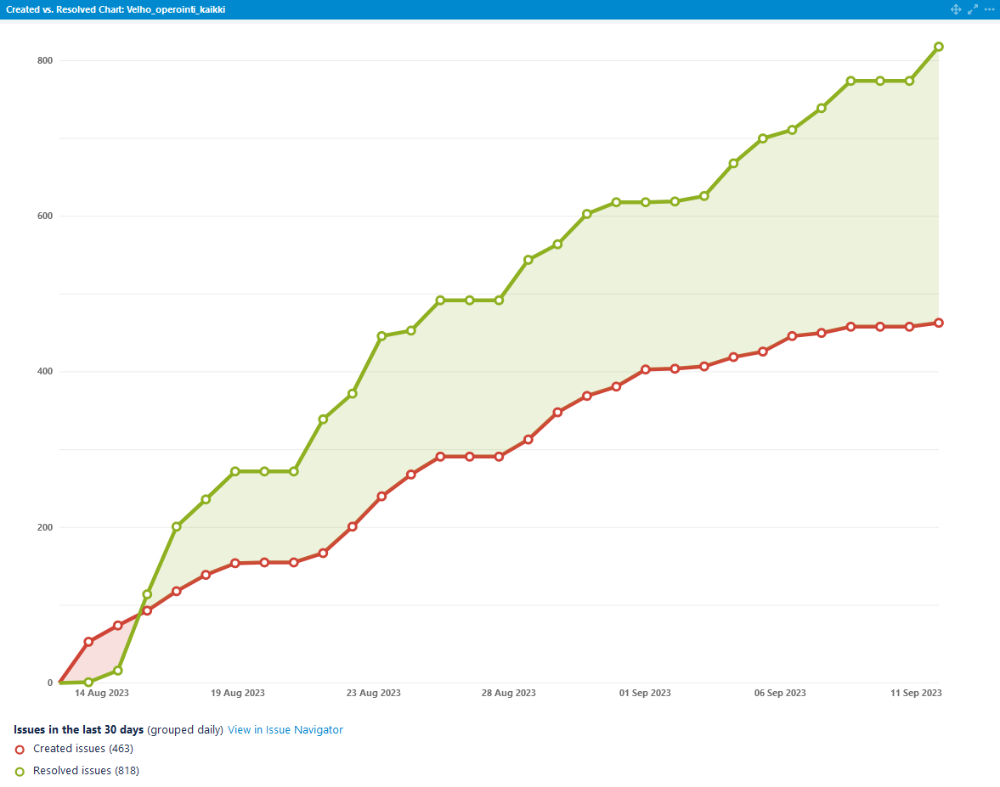 Created vs. Resolved Chart: Velho_operointi_kaikki
800
600
400
200
0
14 Aug 2023 19 Aug 2023 23 Aug 2023 28 Aug 2023 01 Sep 2023 06 Sep 2023 11 Sep 2023
Issues in the last 30 days (grouped daily) View in Issue Navigator
Created issues (463)
Resolved issues (818)